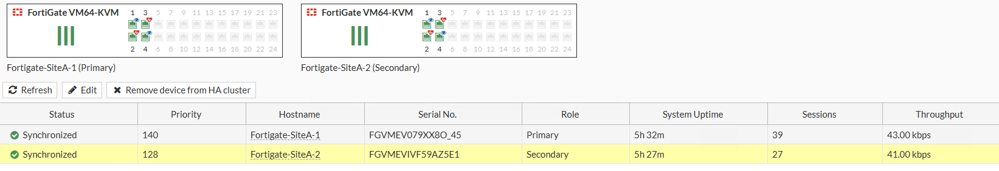 FortiGate VM64-KVM 1 3 5 7 9 11 13 15 17 19 21 23
2 4 6 8 10 12 14 16 18 20 22 24
Fortigate-SiteA-1 (Primary)
FortiGate VM64-KVM 1 3 5 7 9 11 13 15 17 19 21 23
2 4 6 8 10 12 14 16 18 20 22 24
Fortigate-SiteA-2 (Secondary)
Refresh Edit Remove device from HA cluster
Status Priority Hostname Serial No. Role System Uptime Sessions Throughput
Synchronized 140 Fortigate-SiteA-1 FGVMEV079XX8O_45 Primary 5h 32m 39 43.00 kbps
Synchronized 128 Fortigate-SiteA-2 FGVMEVIVF59AZ5E1 Secondary 5h 27m 27 41.00 kbps